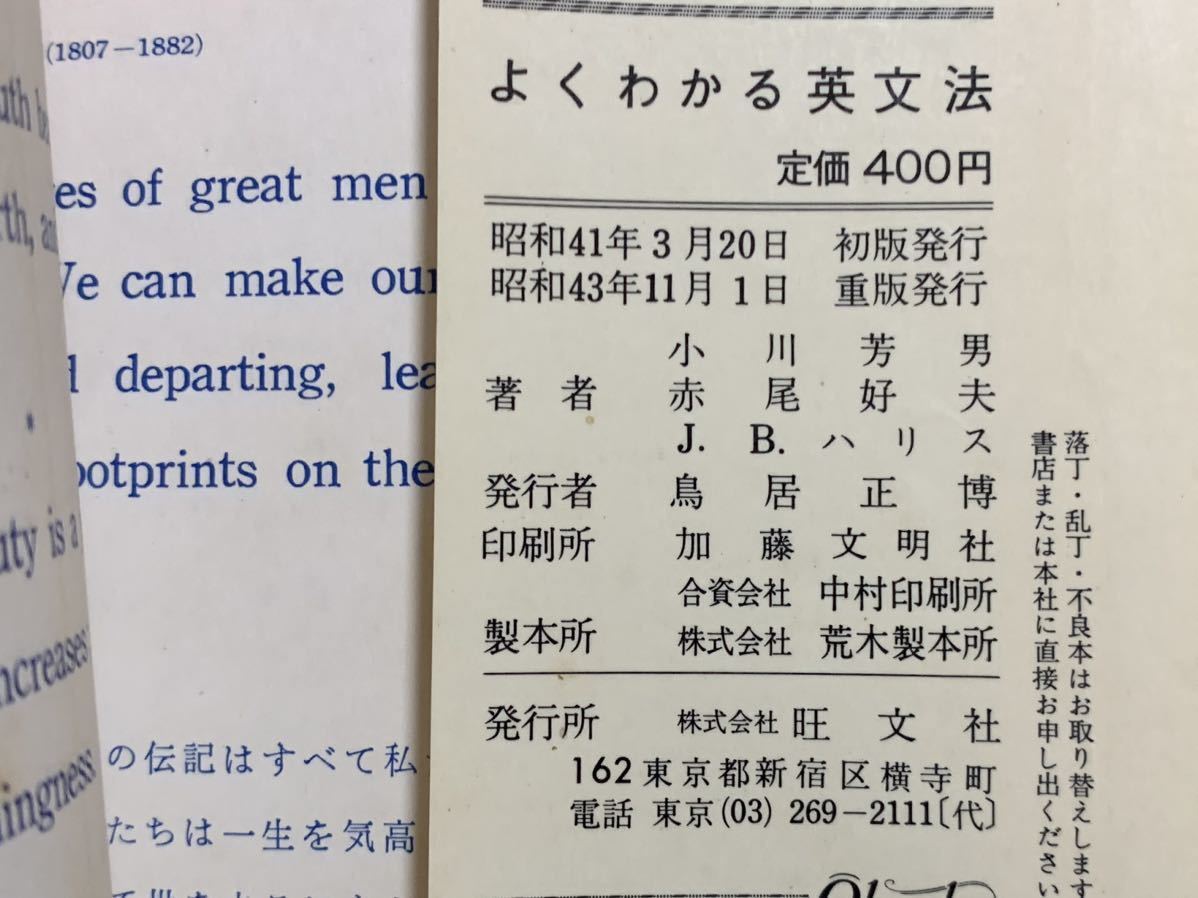 (1807－1882)
of great men
can make our
departing,
on the
is a
の伝記はすべて私
たちは一生を気高
よくわかる英文法
定価 400円
昭和41年 3 月20日 初版発行
昭和43年11月 1 日 重版発行
小川芳男
著者 赤尾好夫
J. B. ハリス
発行者 鳥居正博
印刷所 加藤文明社
合資会社 中村印刷所
製本所 株式会社 荒木製本所
発行所 株式会社 旺文社
162 東京都新宿区横寺町
電話 東京(03) 269－2111〔代〕
落丁・乱丁・不良本はお取り替えします
書店または本社に直接お申し出ください